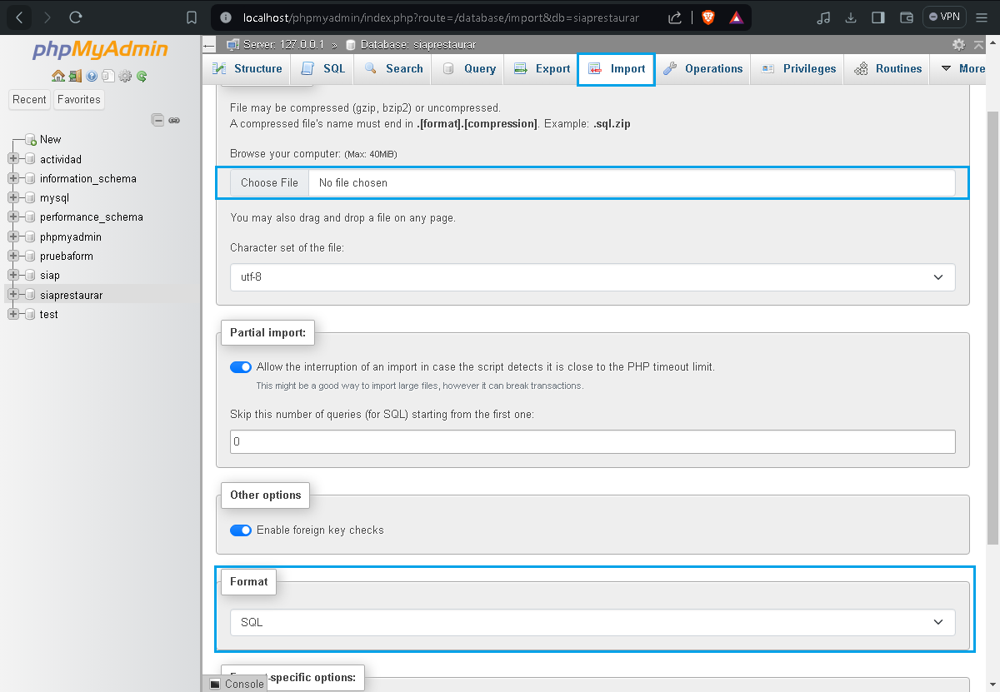 localhost/phpmyadmin/index.php?route=/database/import&db=siaprestaurar
VPN
phpMyAdmin
Recent
Favorites
New
actividad
information_schema
mysql
performance_schema
phpmyadmin
pruebaform
siap
siaprestaurar
test
Server: 127.0.0.1 » Database: siaprestaurar
Structure
SQL
Search
Query
Export
Import
Operations
Privileges
Routines
More
File may be compressed (gzip, bzip2) or uncompressed.
A compressed file's name must end in .[format].[compression]. Example: .sql.zip
Browse your computer: (Max: 40MiB)
Choose File No file chosen
You may also drag and drop a file on any page.
Character set of the file:
utf-8
Partial import:
Allow the interruption of an import in case the script detects it is close to the PHP timeout limit.
This might be a good way to import large files, however it can break transactions.
Skip this number of queries (for SQL) starting from the first one:
0
Other options
Enable foreign key checks
Format
SQL
-specific options:
Console